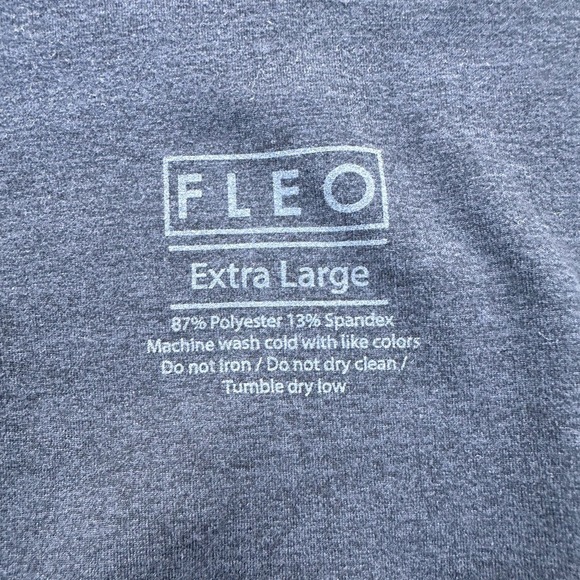 FLEO
Extra Large
87% Polyester 13% Spandex
Machine wash cold with like colors
Do not iron / Do not dry clean /
Tumble dry low